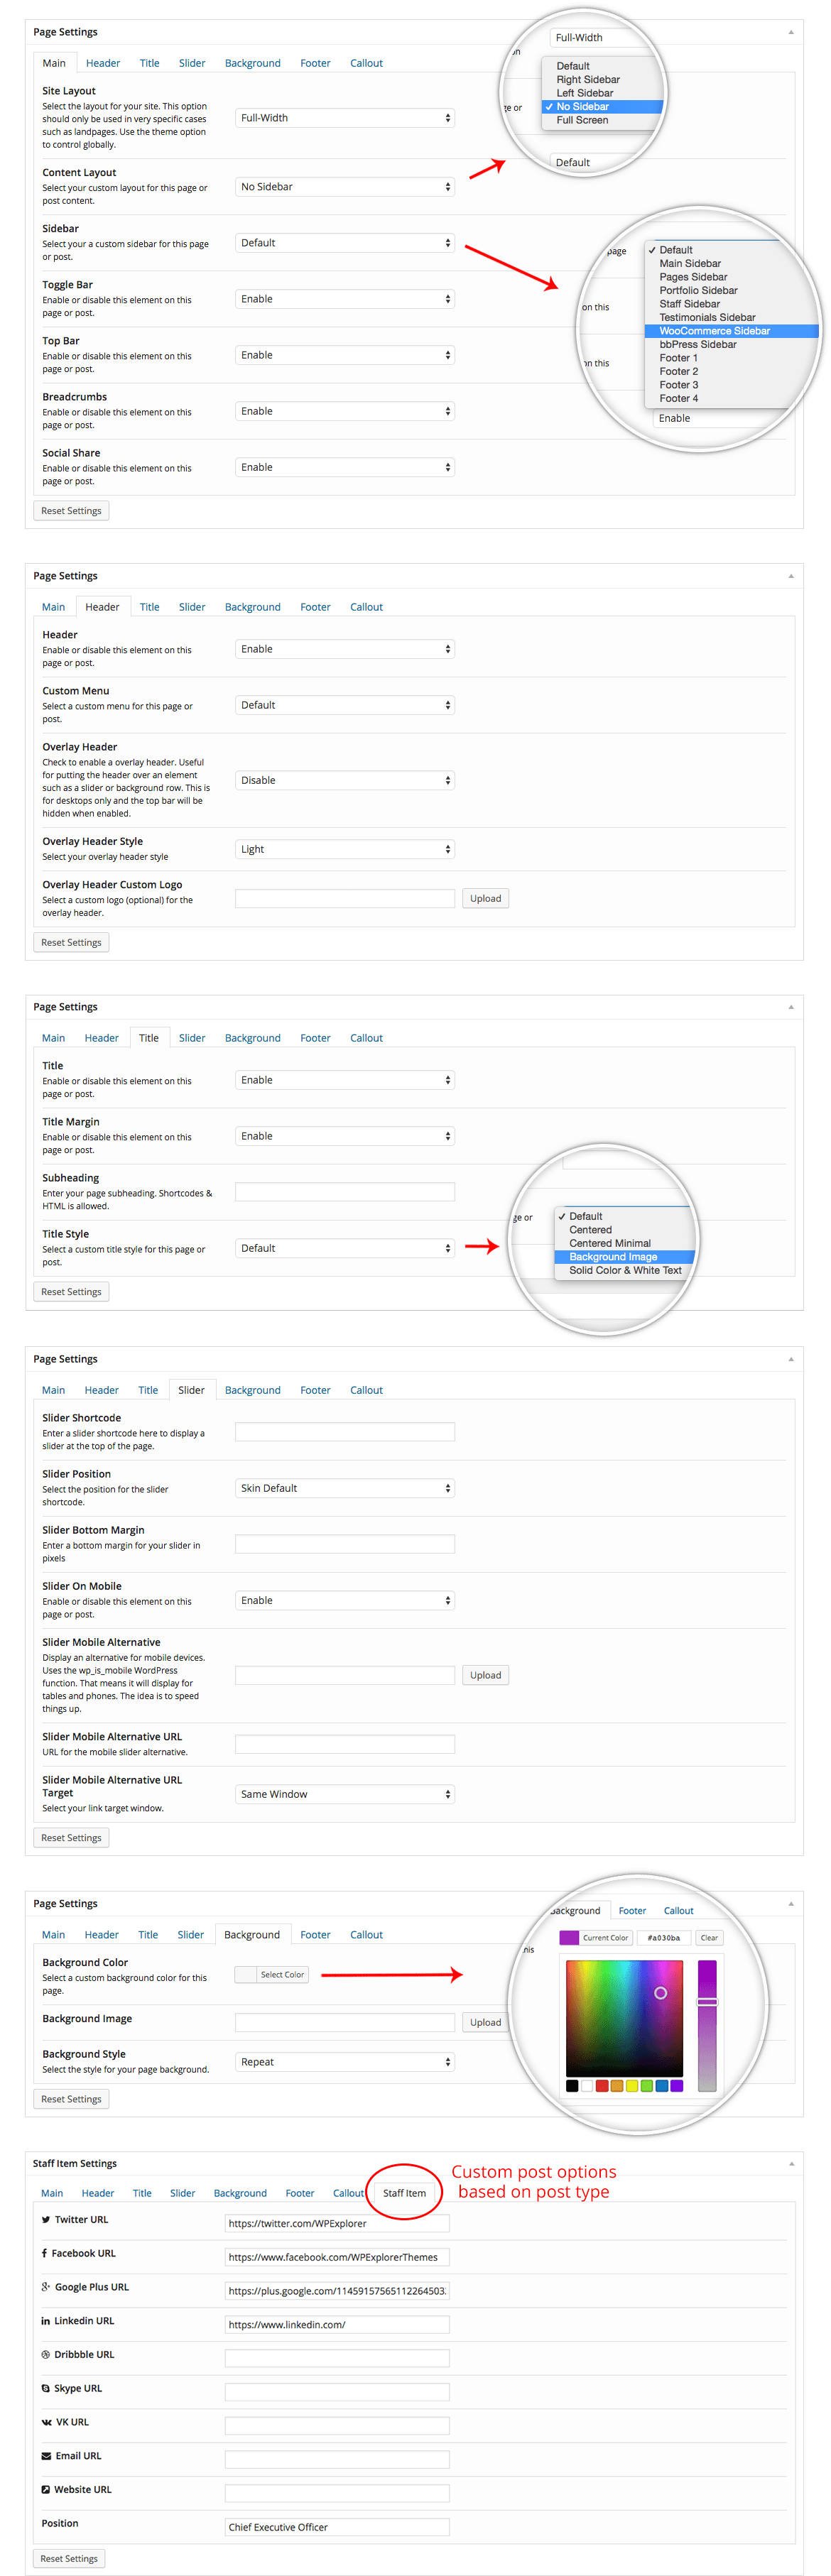 Page Settings
Main Header Title Slider Background Footer Callout
Site Layout
Select the layout for your site. This option
should only be used in very specific cases
such as landpages. Use the theme option
to control globally.
Full-Width
Content Layout
Select your custom layout for this page or
post content.
No Sidebar
Sidebar
Select your a custom sidebar for this page
or post.
Default
Toggle Bar
Enable or disable this element on this
page or post.
Enable
Top Bar
Enable or disable this element on this
page or post.
Enable
Breadcrumbs
Enable or disable this element on this
page or post.
Enable
Social Share
Enable or disable this element on this
page or post.
Enable
Reset Settings
Full-Width
on
Default
Right Sidebar
Left Sidebar
ge or
✓ No Sidebar
Full Screen
Default
page
✓ Default
Main Sidebar
Pages Sidebar
Portfolio Sidebar
on this
Staff Sidebar
Testimonials Sidebar
WooCommerce Sidebar
bbPress Sidebar
on this
Footer 1
Footer 2
Footer 3
Footer 4
Enable
Page Settings
Main Header Title Slider Background Footer Callout
Header
Enable or disable this element on this
page or post.
Enable
Custom Menu
Select a custom menu for this page or
post.
Default
Overlay Header
Check to enable a overlay header. Useful
for putting the header over an element
such as a slider or background row. This is
for desktops only and the top bar will be
hidden when enabled.
Disable
Overlay Header Style
Select your overlay header style
Light
Overlay Header Custom Logo
Select a custom logo (optional) for the
overlay header.
Upload
Reset Settings
Page Settings
Main Header Title Slider Background Footer Callout
Title
Enable or disable this element on this
page or post.
Enable
Title Margin
Enable or disable this element on this
page or post.
Enable
Subheading
Enter your page subheading. Shortcodes &
HTML is allowed.
Title Style
Select a custom title style for this page or
post.
Default
Reset Settings
ge or
✓ Default
Centered
Centered Minimal
Background Image
Solid Color & White Text
Page Settings
Main Header Title Slider Background Footer Callout
Slider Shortcode
Enter a slider shortcode here to display a
slider at the top of the page.
Slider Position
Select the position for the slider
shortcode.
Skin Default
Slider Bottom Margin
Enter a bottom margin for your slider in
pixels
Slider On Mobile
Enable or disable this element on this
page or post.
Enable
Slider Mobile Alternative
Display an alternative for mobile devices.
Uses the wp_is_mobile WordPress
function. That means it will display for
tables and phones. The idea is to speed
things up.
Upload
Slider Mobile Alternative URL
URL for the mobile slider alternative.
Slider Mobile Alternative URL
Target
Select your link target window.
Same Window
Reset Settings
Page Settings
Main Header Title Slider Background Footer Callout
Background Color
Select a custom background color for this
page.
Select Color
Background Image
Upload
Background Style
Select the style for your page background.
Repeat
Reset Settings
Background Footer Callout
this
Current Color #a030ba Clear
Staff Item Settings
Main Header Title Slider Background Footer Callout Staff Item
Custom post options
based on post type
Twitter URL
https://twitter.com/WPExplorer
Facebook URL
https://www.facebook.com/WPExplorerThemes
Google Plus URL
https://plus.google.com/11459157565112264503
Linkedin URL
https://www.linkedin.com/
Dribbble URL
Skype URL
VK URL
Email URL
Website URL
Position
Chief Executive Officer
Reset Settings